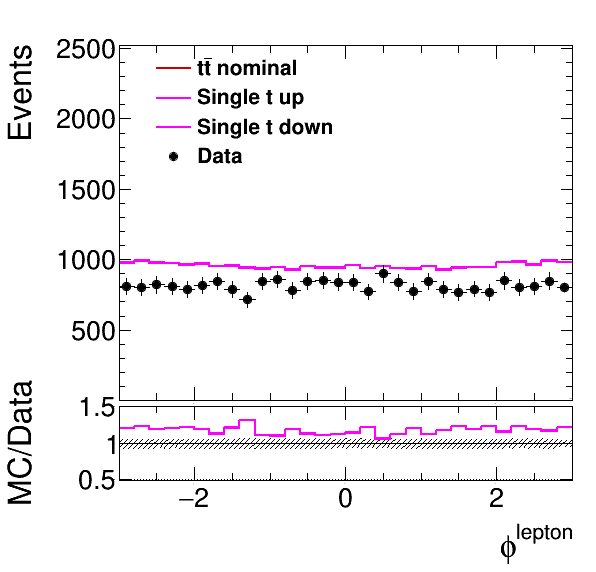 Events
2500
2000
1500
1000
500
tt̄ nominal
Single t up
Single t down
Data
MC/Data
1.5
1
0.5
−2
0
2
ϕ^lepton